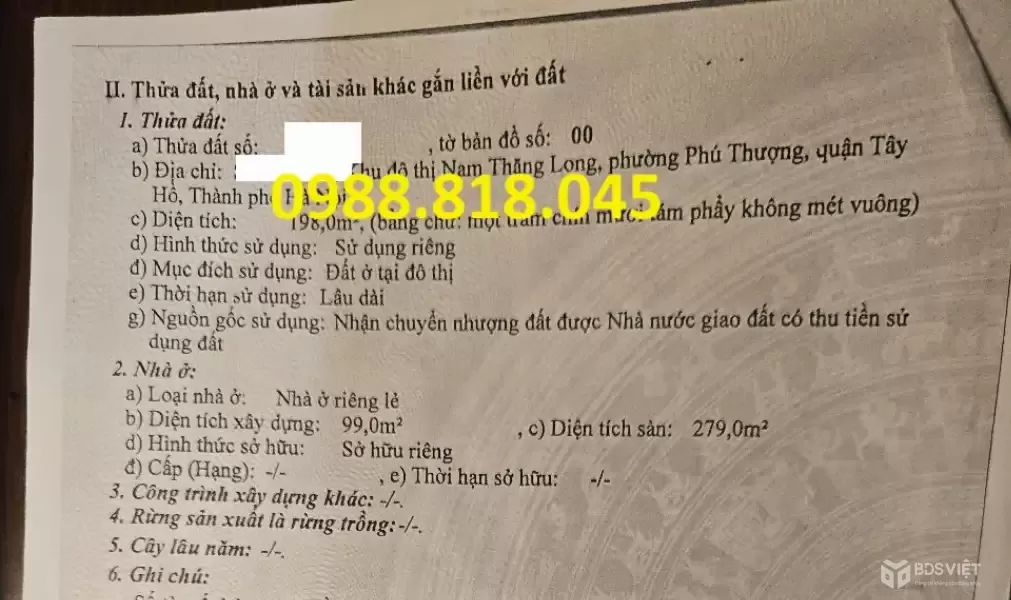 II. Thửa đất, nhà ở và tài sản khác gắn liền với đất
1. Thửa đất:
a) Thửa đất số: , tờ bản đồ số: 00
b) Địa chỉ: đô thị Nam Thăng Long, phường Phú Thượng, quận Tây
Hồ, Thành phố Hà Nội
0988.818.045
c) Diện tích: 198,0m², (bằng chữ: một trăm chín mươi tám phẩy không mét vuông)
d) Hình thức sử dụng: Sử dụng riêng
đ) Mục đích sử dụng: Đất ở tại đô thị
e) Thời hạn sử dụng: Lâu dài
g) Nguồn gốc sử dụng: Nhận chuyển nhượng đất được Nhà nước giao đất có thu tiền sử
dụng đất
2. Nhà ở:
a) Loại nhà ở: Nhà ở riêng lẻ
b) Diện tích xây dựng: 99,0m² , c) Diện tích sàn: 279,0m²
d) Hình thức sở hữu: Sở hữu riêng
đ) Cấp (Hạng): -/- , e) Thời hạn sở hữu: -/-
3. Công trình xây dựng khác: -/-.
4. Rừng sản xuất là rừng trồng: -/-.
5. Cây lâu năm: -/-.
6. Ghi chú:
BDSVIỆT